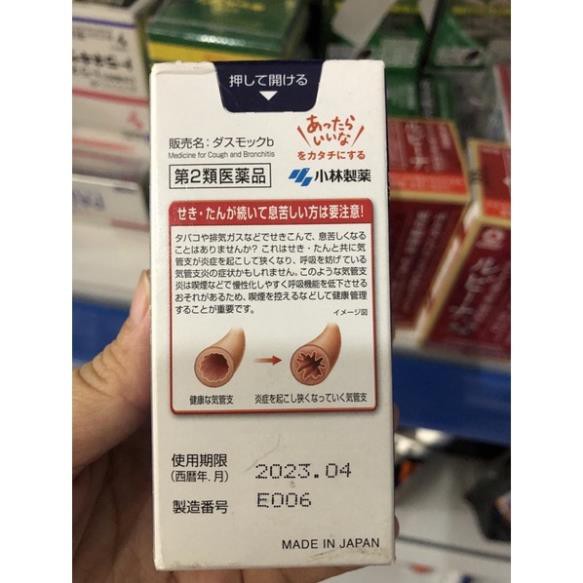 押して開ける
販売名：ダスモックb
Medicine for Cough and Bronchitis
第2類医薬品
あったら
いいな
をカタチにする
小林製薬
せき・たんが続いて息苦しい方は要注意!
タバコや排気ガスなどでせきこんで、息苦しくなる
ことはありませんか? これはせき・たんと共に気
管支が炎症を起こして狭くなり、呼吸を妨げている
気管支炎の症状かもしれません。このような気管支
炎は喫煙などで慢性化しやすく呼吸機能を低下させる
おそれがあるため、喫煙を控えるなどして健康管理
することが重要です。
イメージ図
健康な気管支
炎症を起こし狭くなっていく気管支
使用期限
(西暦年.月)
2023.04
製造番号
E006
MADE IN JAPAN
ルビーナ